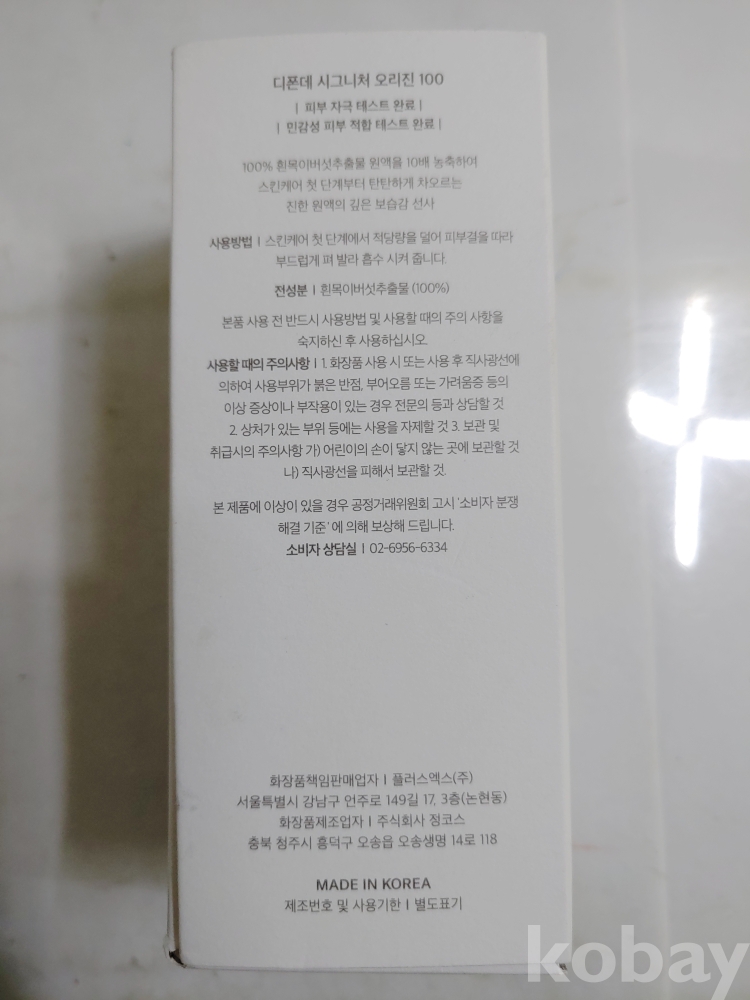 디폰데 시그니처 오리진 100
| 피부 자극 테스트 완료 |
| 민감성 피부 적합 테스트 완료 |
100% 흰목이버섯추출물 원액을 10배 농축하여
스킨케어 첫 단계부터 탄탄하게 차오르는
진한 원액의 깊은 보습감 선사
사용방법 | 스킨케어 첫 단계에서 적당량을 덜어 피부결을 따라
부드럽게 펴 발라 흡수 시켜 줍니다.
전성분 | 흰목이버섯추출물 (100%)
본품 사용 전 반드시 사용방법 및 사용할 때의 주의 사항을
숙지하신 후 사용하십시오.
사용할 때의 주의사항 | 1. 화장품 사용 시 또는 사용 후 직사광선에
의하여 사용부위가 붉은 반점, 부어오름 또는 가려움증 등의
이상 증상이나 부작용이 있는 경우 전문의 등과 상담할 것
2. 상처가 있는 부위 등에는 사용을 자제할 것 3. 보관 및
취급시의 주의사항 가) 어린이의 손이 닿지 않는 곳에 보관할 것
나) 직사광선을 피해서 보관할 것.
본 제품에 이상이 있을 경우 공정거래위원회 고시 '소비자 분쟁
해결 기준' 에 의해 보상해 드립니다.
소비자 상담실 | 02-6956-6334
화장품책임판매업자 | 플러스엑스(주)
서울특별시 강남구 언주로 149길 17, 3층(논현동)
화장품제조업자 | 주식회사 정코스
충북 청주시 흥덕구 오송읍 오송생명 14로 118
MADE IN KOREA
제조번호 및 사용기한 | 별도표기
kobay